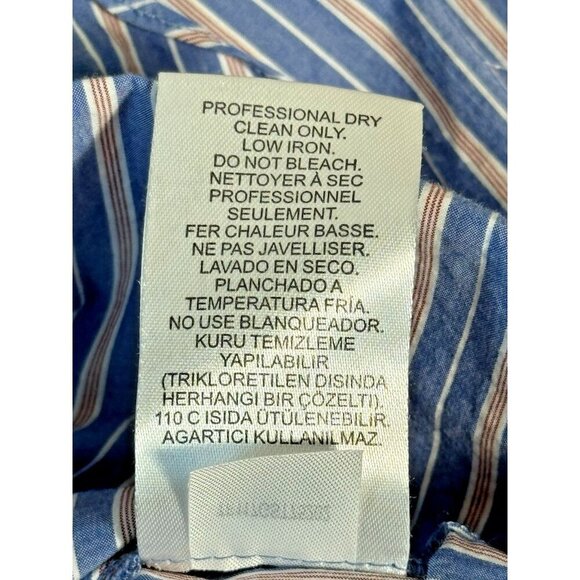 PROFESSIONAL DRY
CLEAN ONLY.
LOW IRON.
DO NOT BLEACH.
NETTOYER À SEC
PROFESSIONNEL
SEULEMENT.
FER CHALEUR BASSE.
NE PAS JAVELLISER.
LAVADO EN SECO.
PLANCHADO A
TEMPERATURA FRÍA.
NO USE BLANQUEADOR.
KURU TEMIZLEME
YAPILABILIR
(TRIKLORETILEN DISINDA
HERHANGI BIR ÇÖZELTI).
110 C ISIDA ÜTÜLENEBILIR.
AGARTICI KULLANILMAZ.